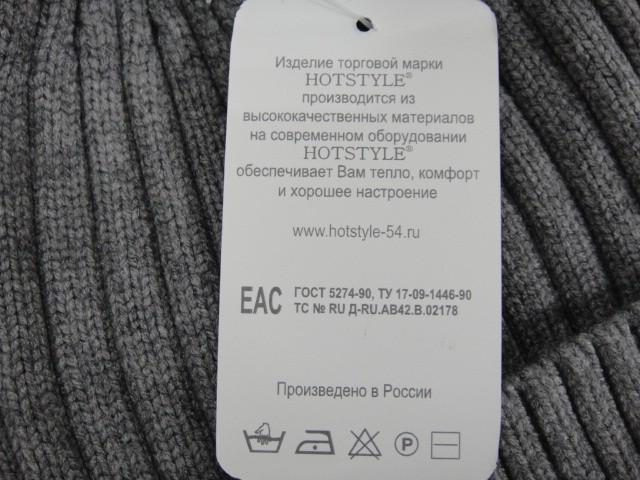 Изделие торговой марки
HOTSTYLE®
производится из
высококачественных материалов
на современном оборудовании
HOTSTYLE®
обеспечивает Вам тепло, комфорт
и хорошее настроение
www.hotstyle-54.ru
EAC
ГОСТ 5274-90, ТУ 17-09-1446-90
ТС № RU Д-RU.АВ42.В.02178
Произведено в России
P